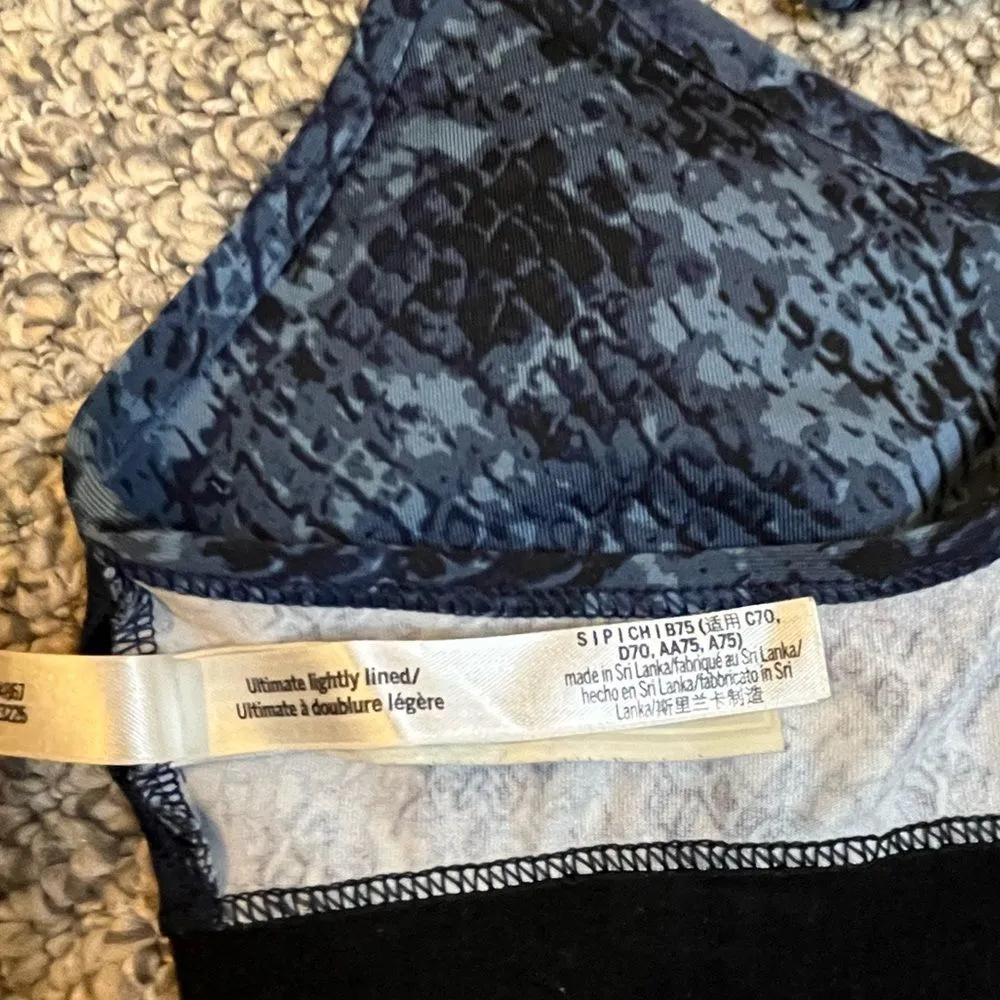 Ultimate lightly lined/
Ultimate à doublure légère
S I P I CH I B75 (适用 C70,
D70, AA75, A75)
made in Sri Lanka/fabriqué au Sri Lanka/
hecho en Sri Lanka/fabbricato in Sri
Lanka/斯里兰卡制造